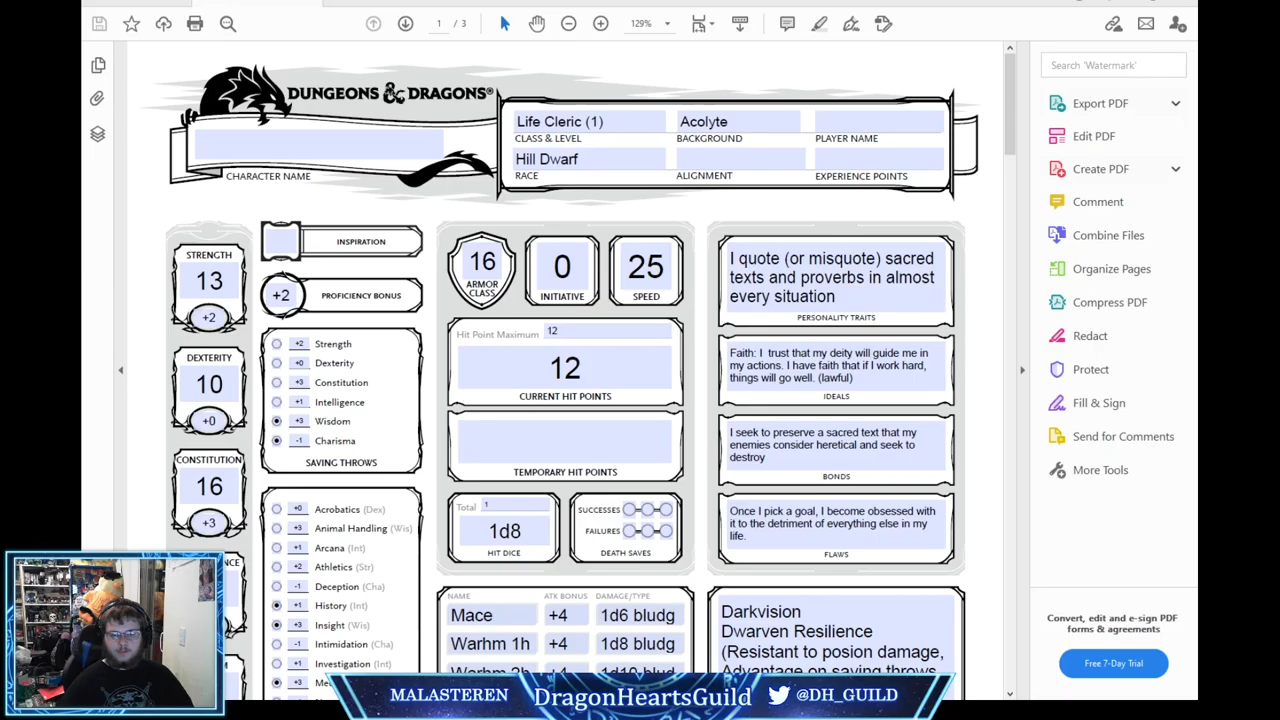 1 / 3
129%
DUNGEONS & DRAGONS®
CHARACTER NAME
Life Cleric (1)
Acolyte
CLASS & LEVEL
BACKGROUND
PLAYER NAME
Hill Dwarf
RACE
ALIGNMENT
EXPERIENCE POINTS
STRENGTH
13
+2
DEXTERITY
10
+0
CONSTITUTION
16
+3
INSPIRATION
+2
PROFICIENCY BONUS
+2 Strength
+0 Dexterity
+3 Constitution
+1 Intelligence
+3 Wisdom
-1 Charisma
SAVING THROWS
+0 Acrobatics (Dex)
+3 Animal Handling (Wis)
+1 Arcana (Int)
+2 Athletics (Str)
-1 Deception (Cha)
+1 History (Int)
+3 Insight (Wis)
-1 Intimidation (Cha)
+1 Investigation (Int)
+3
16
ARMOR
CLASS
0
INITIATIVE
25
SPEED
Hit Point Maximum 12
12
CURRENT HIT POINTS
TEMPORARY HIT POINTS
Total 1
1d8
HIT DICE
SUCCESSES
FAILURES
DEATH SAVES
NAME ATK BONUS DAMAGE/TYPE
Mace +4 1d6 bludg
Warhm 1h +4 1d8 bludg
Warhm 2h +4 1d10 bludg
I quote (or misquote) sacred
texts and proverbs in almost
every situation
PERSONALITY TRAITS
Faith: I trust that my deity will guide me in
my actions. I have faith that if I work hard,
things will go well. (lawful)
IDEALS
I seek to preserve a sacred text that my
enemies consider heretical and seek to
destroy
BONDS
Once I pick a goal, I become obsessed with
it to the detriment of everything else in my
life.
FLAWS
Darkvision
Dwarven Resilience
(Resistant to posion damage,
Advantage on saving throws
Search 'Watermark'
Export PDF
Edit PDF
Create PDF
Comment
Combine Files
Organize Pages
Compress PDF
Redact
Protect
Fill & Sign
Send for Comments
More Tools
Convert, edit and e-sign PDF
forms & agreements
Free 7-Day Trial
MALASTEREN
DragonHeartsGuild
@DH_GUILD